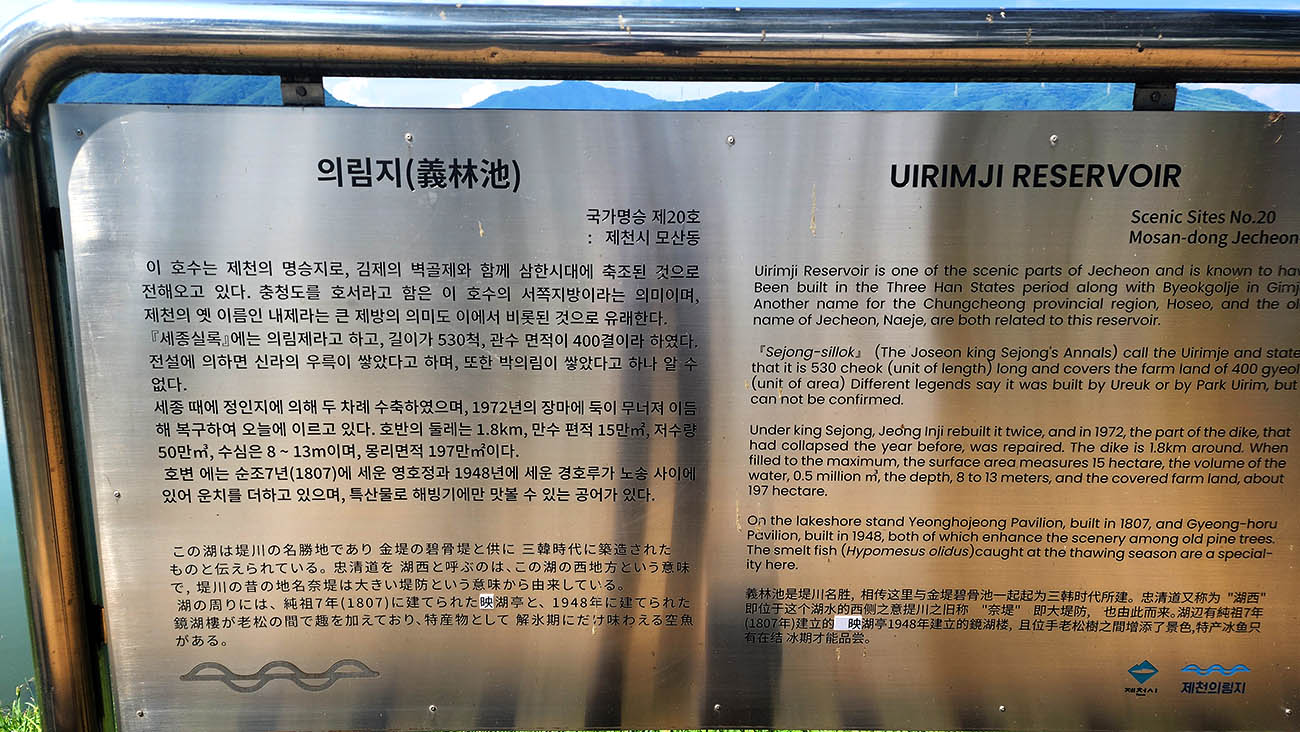 의림지(義林池)
국가명승 제20호
: 제천시 모산동
이 호수는 제천의 명승지로, 김제의 벽골제와 함께 삼한시대에 축조된 것으로
전해오고 있다. 충청도를 호서라고 함은 이 호수의 서쪽지방이라는 의미이며,
제천의 옛 이름인 내제라는 큰 제방의 의미도 이에서 비롯된 것으로 유래한다.
『세종실록』에는 의림제라고 하고, 길이가 530척, 관수 면적이 400결이라 하였다.
전설에 의하면 신라의 우륵이 쌓았다고 하며, 또한 박의림이 쌓았다고 하나 알 수
없다.
세종 때에 정인지에 의해 두 차례 수축하였으며, 1972년의 장마에 둑이 무너져 이듬
해 복구하여 오늘에 이르고 있다. 호반의 둘레는 1.8km, 만수 편적 15만㎡, 저수량
50만㎥, 수심은 8 ~ 13m이며, 몽리면적 197만㎡이다.
호변 에는 순조7년(1807)에 세운 영호정과 1948년에 세운 경호루가 노송 사이에
있어 운치를 더하고 있으며, 특산물로 해빙기에만 맛볼 수 있는 공어가 있다.
この湖は堤川の名勝地であり 金堤の碧骨堤と供に 三韓時代に築造された
ものと伝えられている。忠清道を 湖西と呼ぶのは、この湖の西地方という意味
で, 堤川の昔の地名奈堤は大きい堤防という意味から由来している。
湖の周りには、純祖7年(1807)に建てられた映湖亭と、1948年に建てられた
鏡湖樓が老松の間で趣を加えており、特産物として 解氷期にだけ味わえる空魚
がある。
UIRIMJI RESERVOIR
Scenic Sites No.20
Mosan-dong Jecheon
Uirimji Reservoir is one of the scenic parts of Jecheon and is known to
Been built in the Three Han States period along with Byeokgolje in
Another name for the Chungcheong provincial region, Hoseo, and the
name of Jecheon, Naeje, are both related to this reservoir.
『Sejong-sillok』 (The Joseon king Sejong's Annals) call the Uirimje and
that it is 530 cheok (unit of length) long and covers the farm land of 400 gyeol
(unit of area) Different legends say it was built by Ureuk or by Park Uirim, but
can not be confirmed.
Under king Sejong, Jeong Inji rebuilt it twice, and in 1972, the part of the dike, that
had collapsed the year before, was repaired. The dike is 1.8km around. When
filled to the maximum, the surface area measures 15 hectare, the volume of the
water, 0.5 million ㎥, the depth, 8 to 13 meters, and the covered farm land, about
197 hectare.
On the lakeshore stand Yeonghojeong Pavilion, built in 1807, and Gyeong-horu
Pavilion, built in 1948, both of which enhance the scenery among old pine trees.
The smelt fish (Hypomesus olidus)caught at the thawing season are a special-
ity here.
義林池是堤川名胜, 相传这里与金堤碧骨池一起起为三韩时代所建。忠清道又称为 "湖西"
即位于这个湖水的西侧之意堤川之旧称 "奈堤" 即大堤防, 也由此而来。湖辺有純祖7年
(1807年)建立的 映湖亭1948年建立的鏡湖楼, 且位手老松樹之間增添了景色,特产冰鱼只
有在结 冰期才能品尝。
제천시
제천의림지